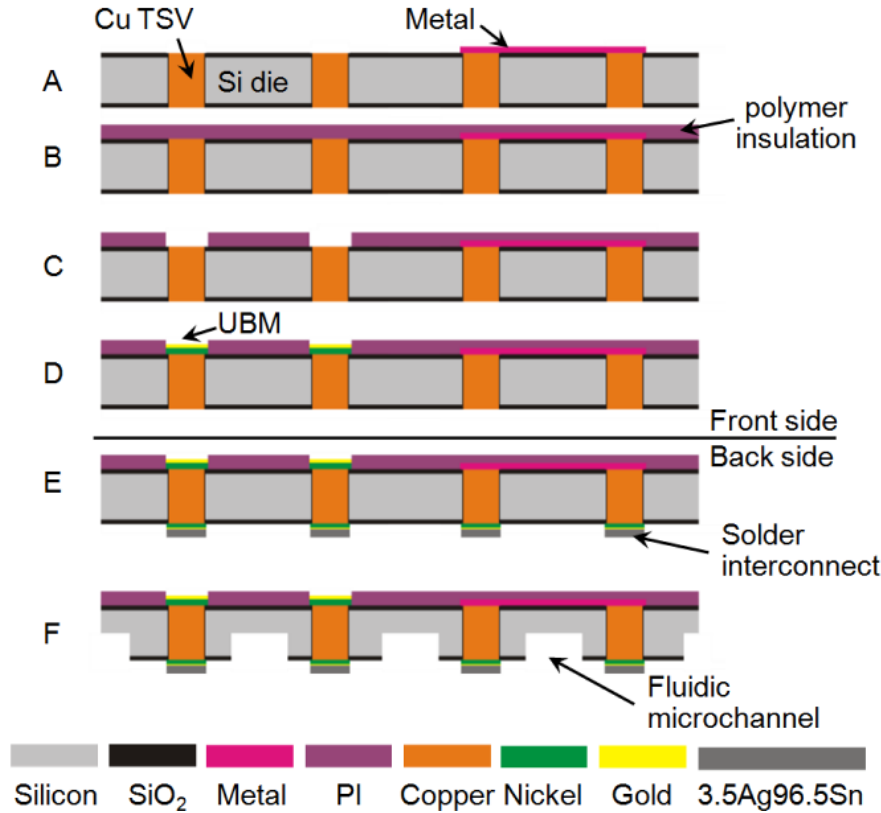 Cu TSV
Metal
A
Si die
polymer
insulation
B
C
UBM
D
Front side
Back side
E
Solder
interconnect
F
Fluidic
microchannel
Silicon SiO₂ Metal PI Copper Nickel Gold 3.5Ag96.5Sn